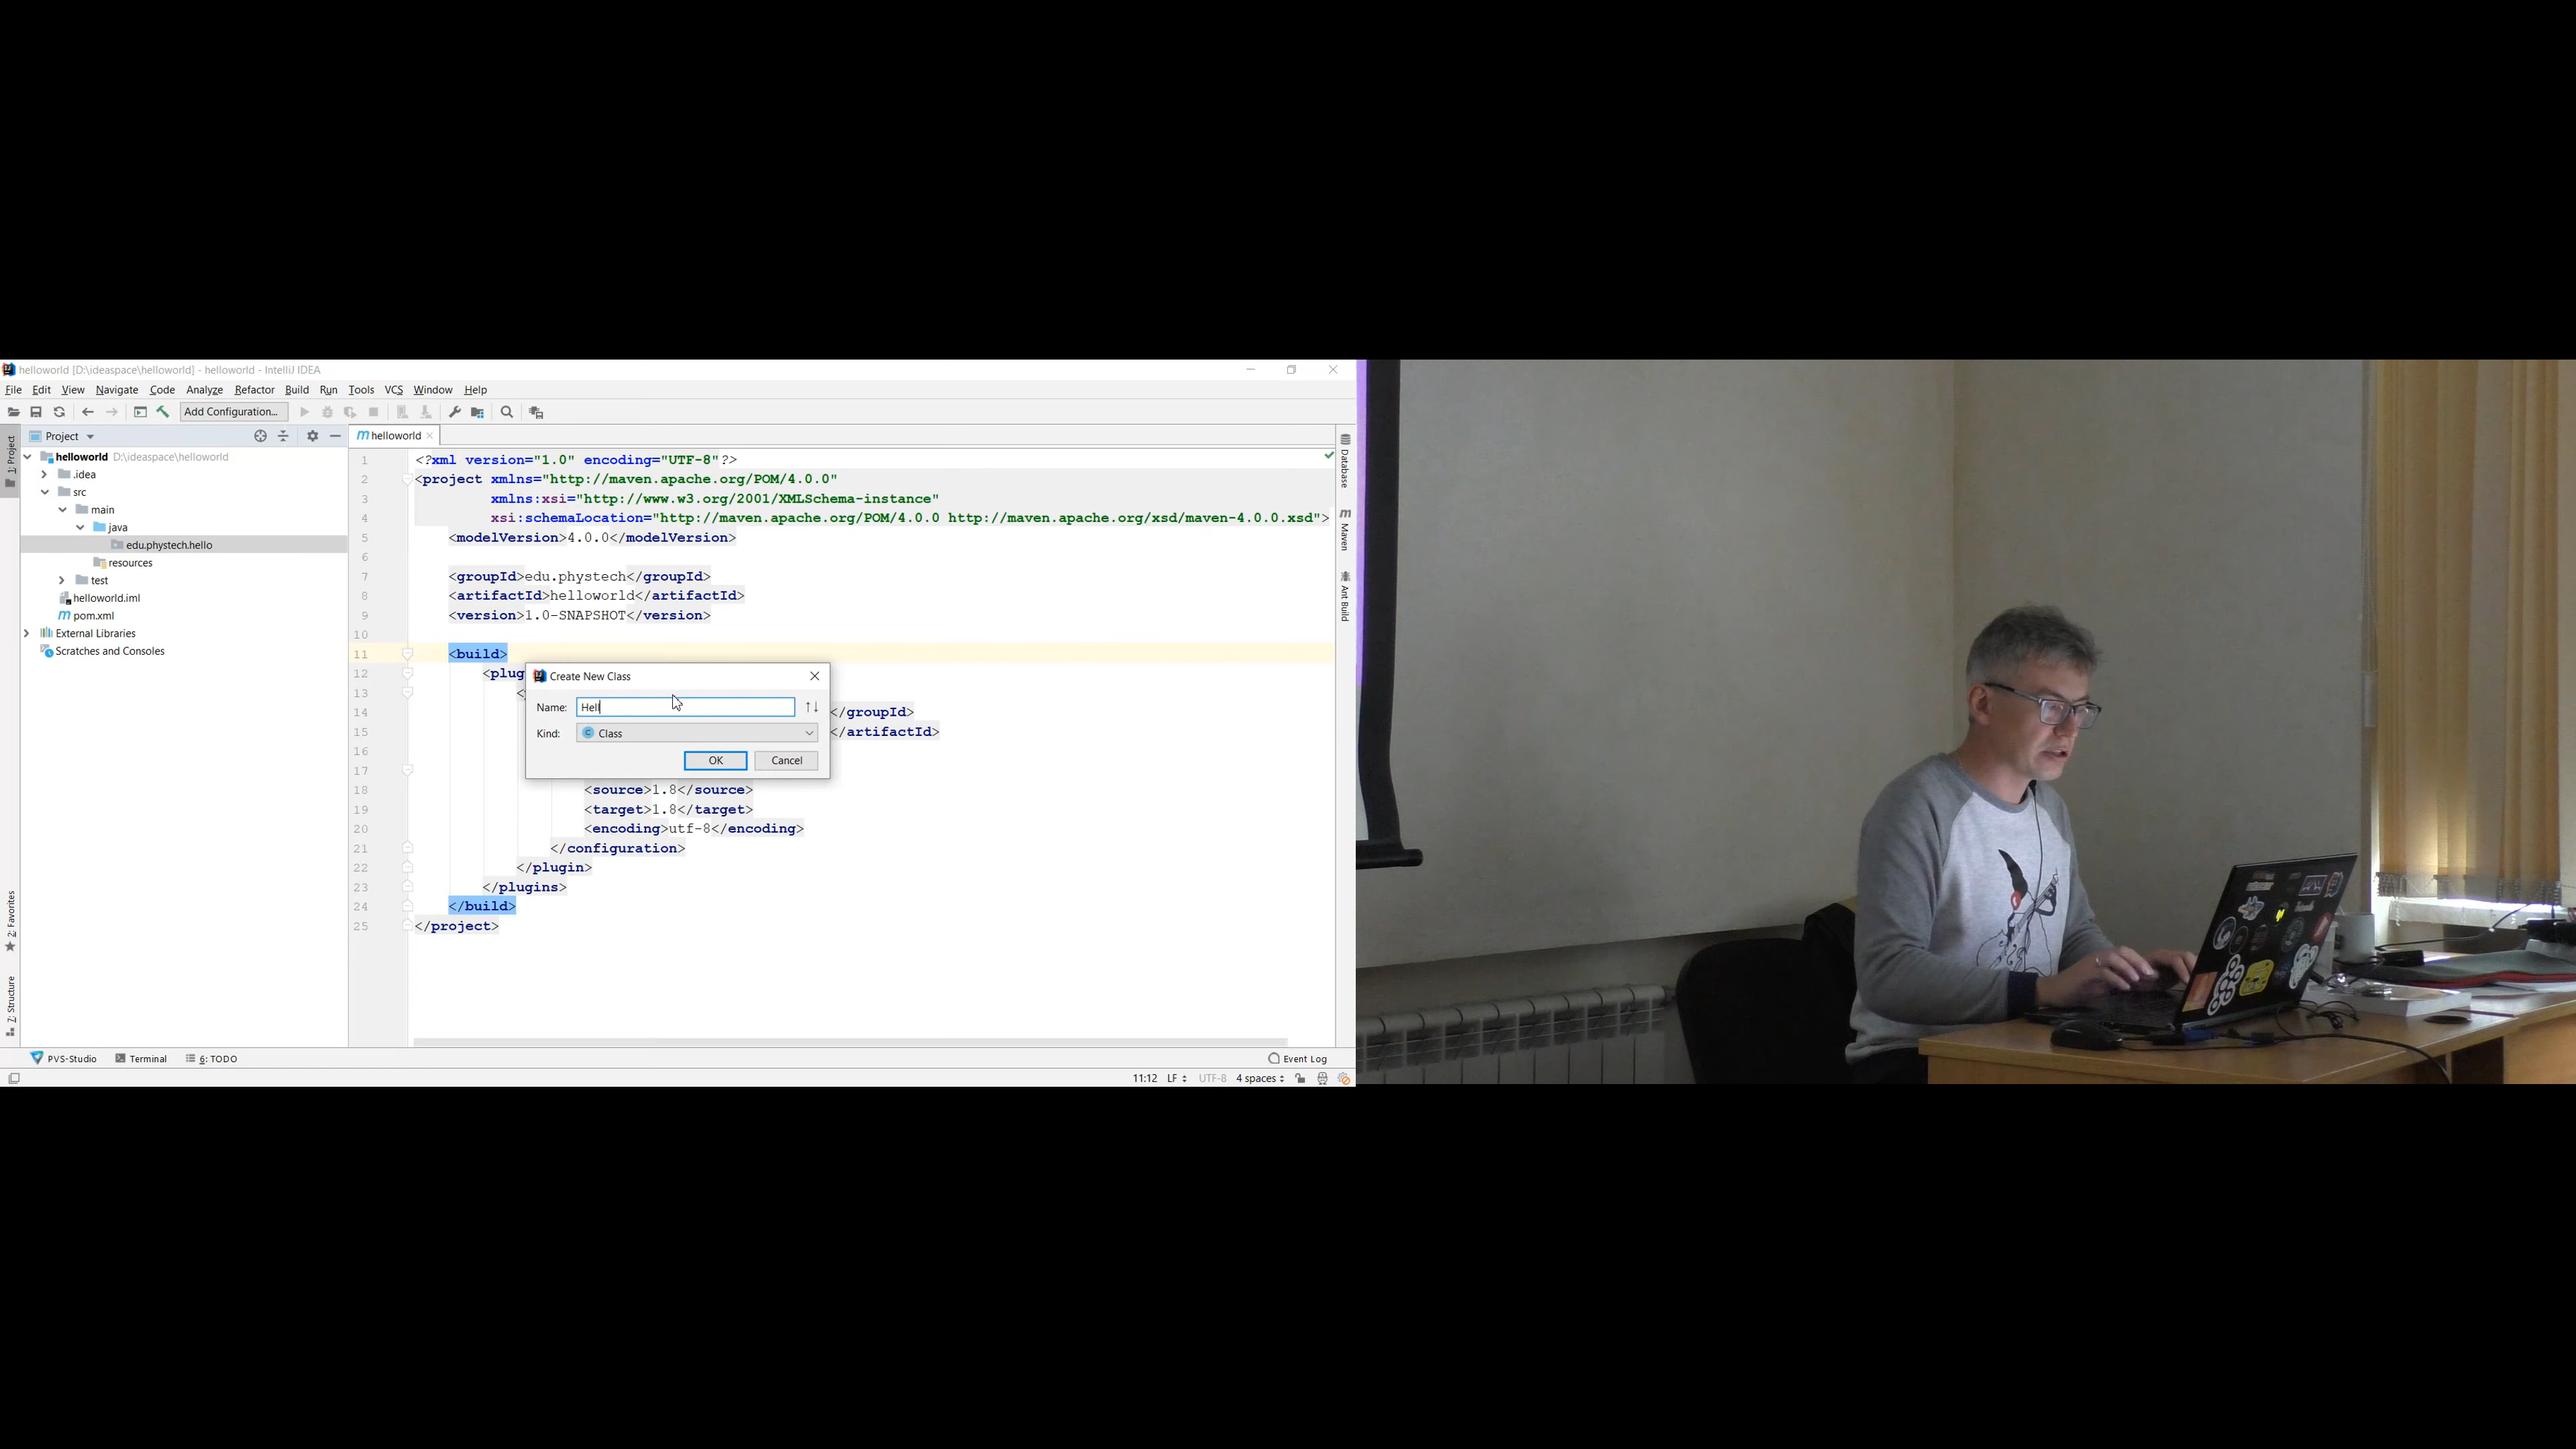 helloworld [D:\ideaspace\helloworld] - helloworld - IntelliJ IDEA
File Edit View Navigate Code Analyze Refactor Build Run Tools VCS Window Help
Add Configuration...
1: Project
Project
helloworld D:\ideaspace\helloworld
.idea
src
main
java
edu.phystech.hello
resources
test
helloworld.iml
pom.xml
External Libraries
Scratches and Consoles
2: Favorites
Z: Structure
helloworld
1 <?xml version="1.0" encoding="UTF-8"?>
2 <project xmlns="http://maven.apache.org/POM/4.0.0"
3 xmlns:xsi="http://www.w3.org/2001/XMLSchema-instance"
4 xsi:schemaLocation="http://maven.apache.org/POM/4.0.0 http://maven.apache.org/xsd/maven-4.0.0.xsd">
5 <modelVersion>4.0.0</modelVersion>
6
7 <groupId>edu.phystech</groupId>
8 <artifactId>helloworld</artifactId>
9 <version>1.0-SNAPSHOT</version>
10
11 <build>
12 <plug
13 <
14 </groupId>
15 </artifactId>
16
17
18 <source>1.8</source>
19 <target>1.8</target>
20 <encoding>utf-8</encoding>
21 </configuration>
22 </plugin>
23 </plugins>
24 </build>
25 </project>
Create New Class
Name: Hell
Kind: Class
OK Cancel
Database
Maven
Ant Build
PVS-Studio Terminal 6: TODO Event Log
11:12 LF UTF-8 4 spaces